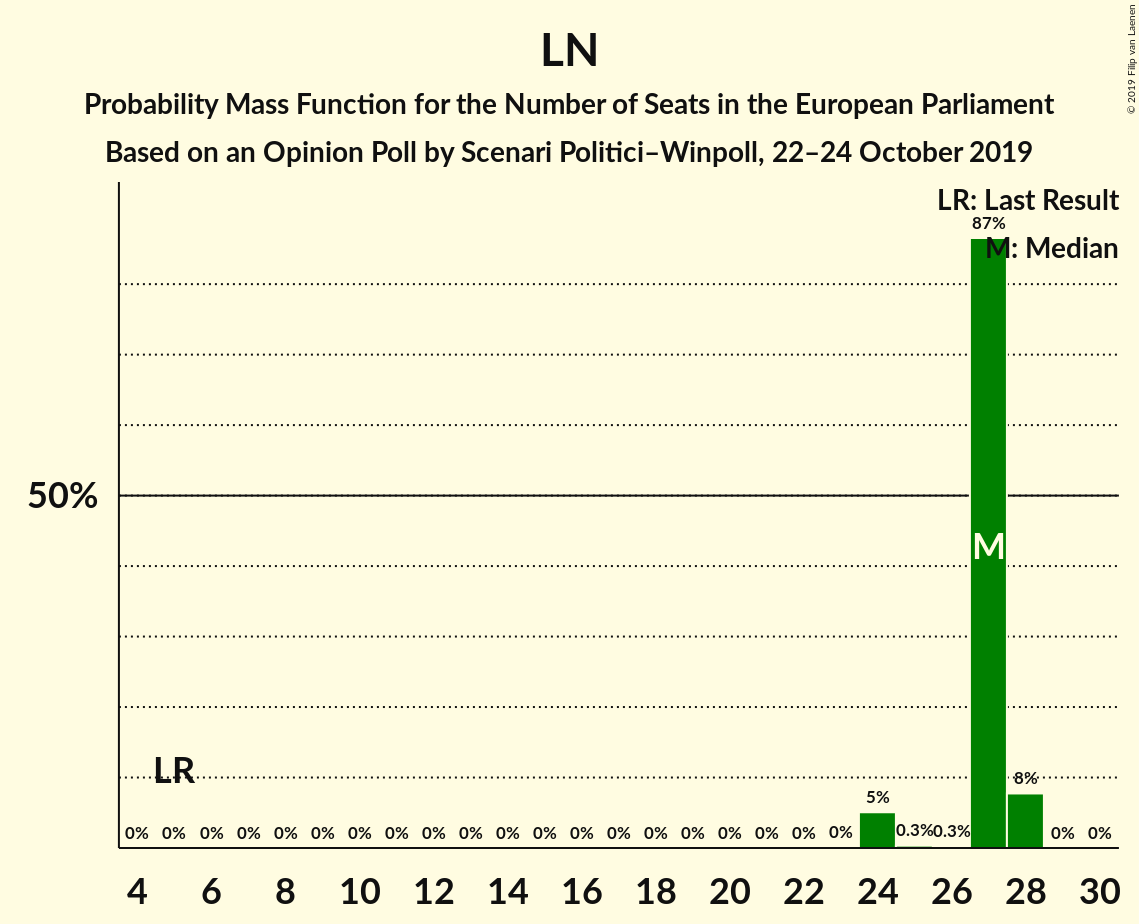 LN
Probability Mass Function for the Number of Seats in the European Parliament
Based on an Opinion Poll by Scenari Politici–Winpoll, 22–24 October 2019
© 2019 Filip van Laenen
LR: Last Result
87%
M: Median
50%
M
LR
8%
5%
0% 0% 0% 0% 0% 0% 0% 0% 0% 0% 0% 0% 0% 0% 0% 0% 0% 0% 0% 0% 0.3% 0.3% 0% 0%
4 6 8 10 12 14 16 18 20 22 24 26 28 30